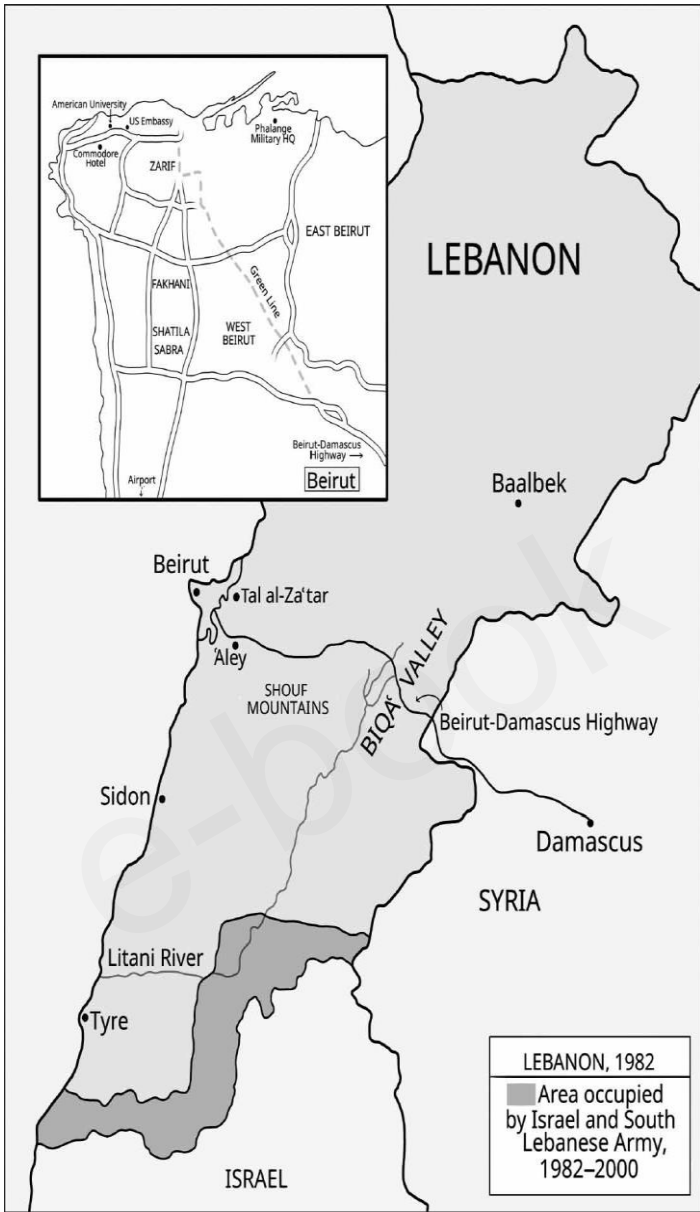 American University
US Embassy
Commodore
Hotel
Phalange
Military HQ
ZARIF
EAST BEIRUT
Green Line
FAKHANI
SHATILA
SABRA
WEST
BEIRUT
Beirut-Damascus
Highway →
Airport
Beirut
LEBANON
Baalbek
Beirut
Tal al-Za‘tar
‘Aley
SHOUF
MOUNTAINS
BIQA‘ VALLEY
Beirut-Damascus Highway
Sidon
Damascus
SYRIA
Litani River
Tyre
ISRAEL
LEBANON, 1982
Area occupied
by Israel and South
Lebanese Army,
1982–2000
e-book